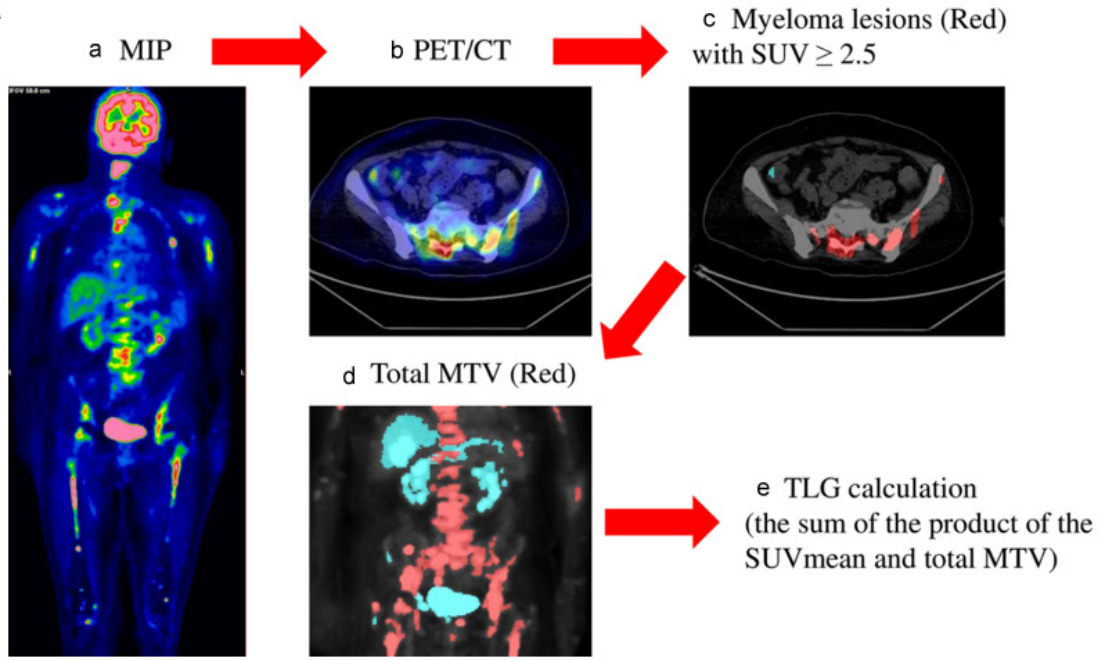 a MIP
b PET/CT
c Myeloma lesions (Red)
with SUV ≥ 2.5
d Total MTV (Red)
e TLG calculation
(the sum of the product of the
SUVmean and total MTV)